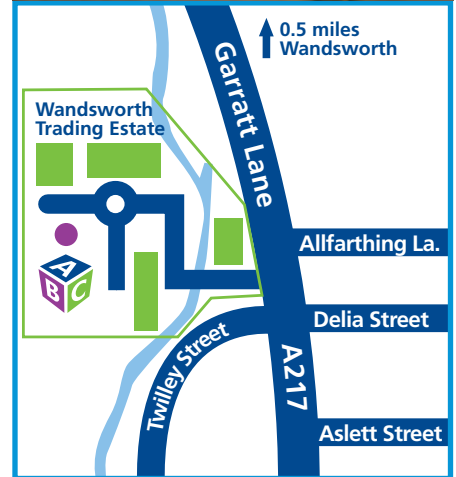 0.5 miles
Wandsworth
Garratt Lane
Wandsworth
Trading Estate
Allfarthing La.
A
B C
Delia Street
Twilley Street
A217
Aslett Street